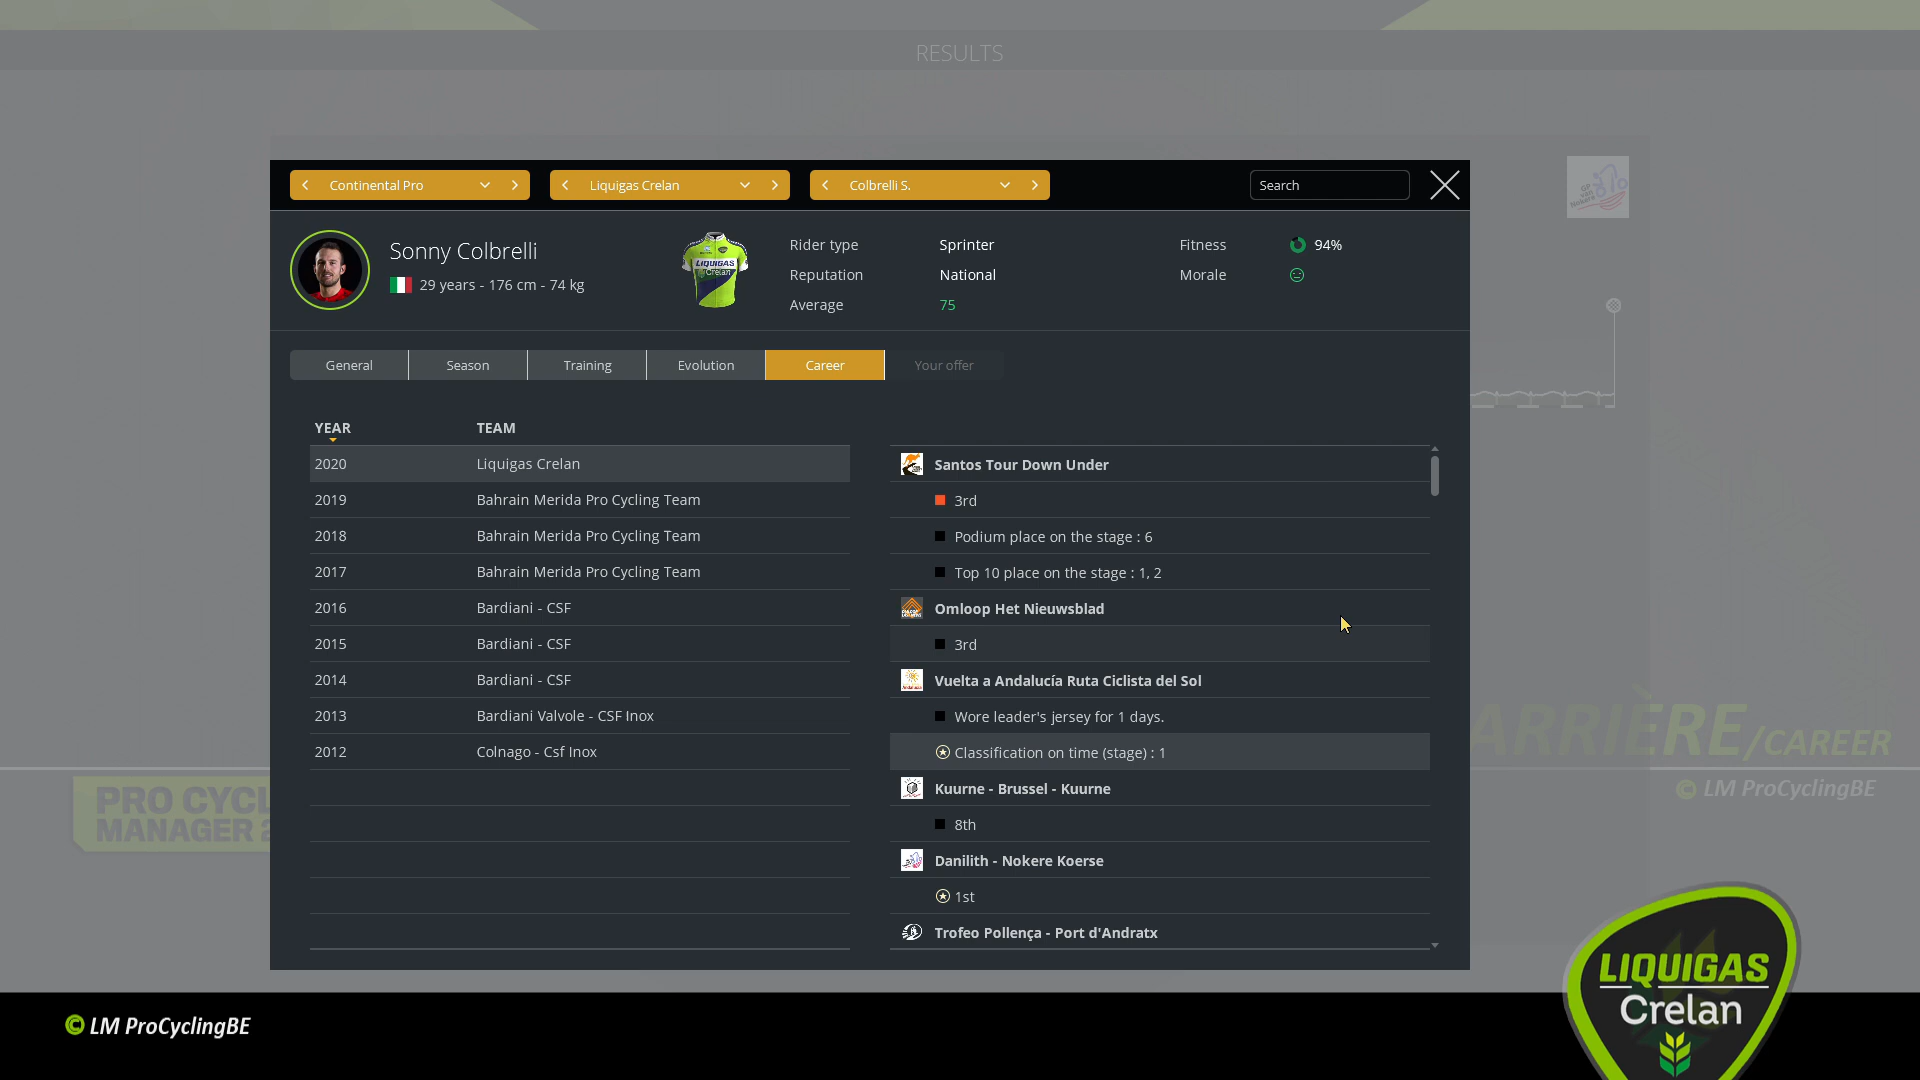 RESULTS
Continental Pro
Liquigas Crelan
Colbrelli S.
Search
Sonny Colbrelli
29 years - 176 cm - 74 kg
LIQUIGAS
Crelan
Rider type Sprinter
Reputation National
Average 75
Fitness 94%
Morale
General Season Training Evolution Career Your offer
YEAR TEAM
2020 Liquigas Crelan
2019 Bahrain Merida Pro Cycling Team
2018 Bahrain Merida Pro Cycling Team
2017 Bahrain Merida Pro Cycling Team
2016 Bardiani - CSF
2015 Bardiani - CSF
2014 Bardiani - CSF
2013 Bardiani Valvole - CSF Inox
2012 Colnago - Csf Inox
Santos Tour Down Under
3rd
Podium place on the stage : 6
Top 10 place on the stage : 1, 2
Omloop Het Nieuwsblad
3rd
Vuelta a Andalucía Ruta Ciclista del Sol
Wore leader's jersey for 1 days.
Classification on time (stage) : 1
Kuurne - Brussel - Kuurne
8th
Danilith - Nokere Koerse
1st
Trofeo Pollença - Port d'Andratx
ARRIÈRE/CAREER
© LM ProCyclingBE
PRO CYCL
MANAGER 2
© LM ProCyclingBE
LIQUIGAS
Crelan